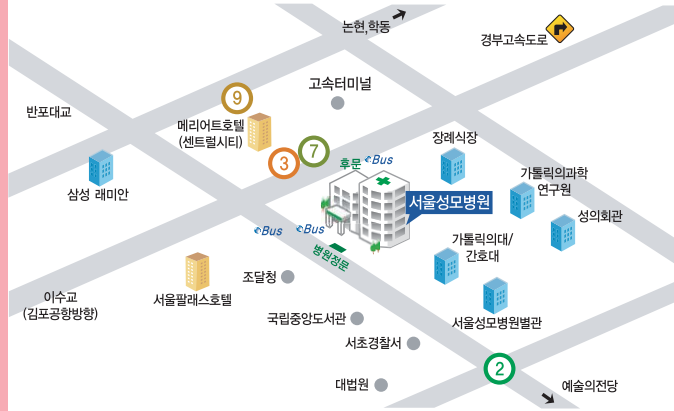 논현,학동
경부고속도로
고속터미널
반포대교
9
메리어트호텔
(센트럴시티)
7
3
장례식장
후문
Bus
가톨릭의과학
연구원
삼성 래미안
서울성모병원
성의회관
Bus
Bus
병원정문
가톨릭의대/
간호대
조달청
이수교
(김포공항방향)
서울팔래스호텔
국립중앙도서관
서울성모병원별관
서초경찰서
2
대법원
예술의전당